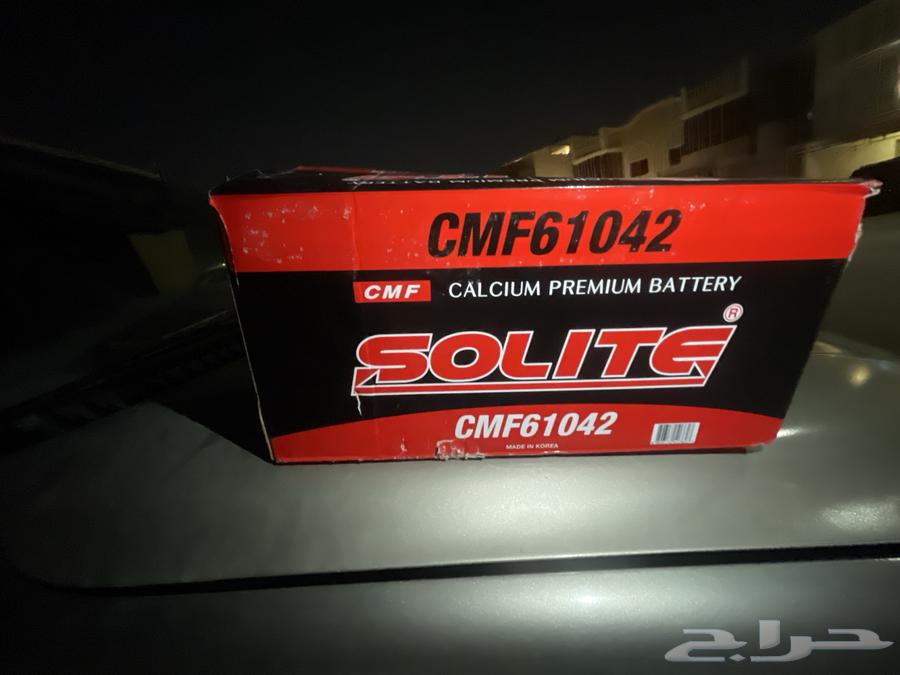 CMF61042
CMF CALCIUM PREMIUM BATTERY
SOLITE®
CMF61042
MADE IN KOREA
حراج